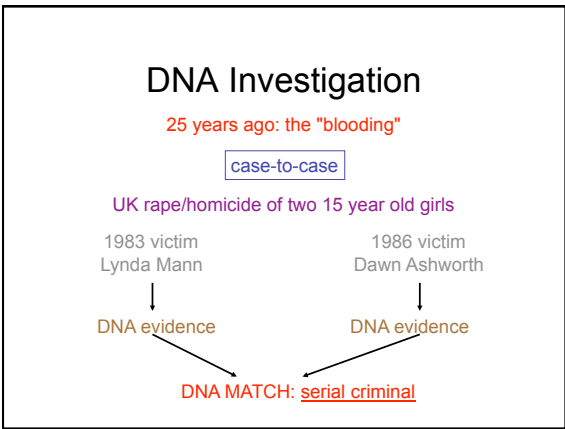 DNA Investigation
25 years ago: the "blooding"
case-to-case
UK rape/homicide of two 15 year old girls
1983 victim
Lynda Mann
1986 victim
Dawn Ashworth
DNA evidence
DNA evidence
DNA MATCH: serial criminal